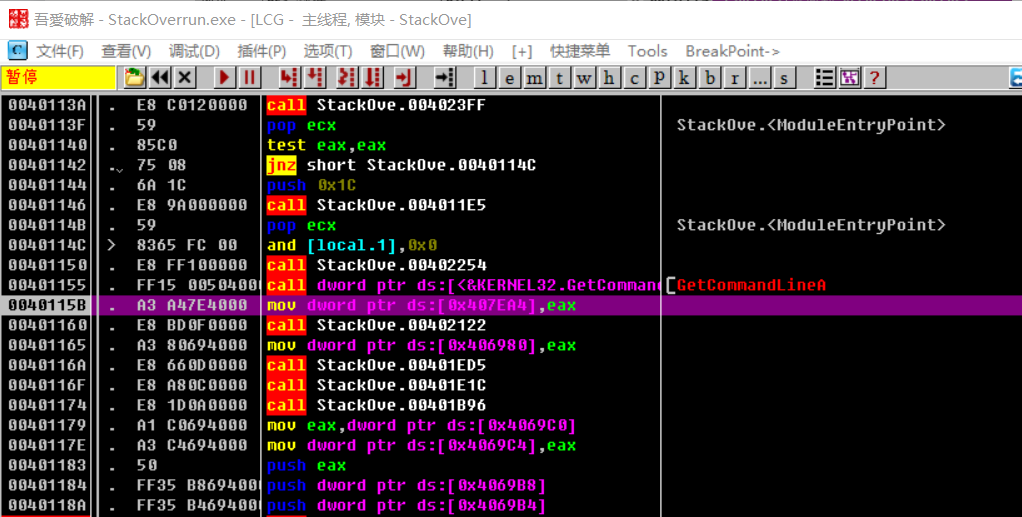 吾愛破解 - StackOverrun.exe - [LCG - 主线程, 模块 - StackOve]
C 文件(F) 查看(V) 调试(D) 插件(P) 选项(T) 窗口(W) 帮助(H) [+] 快捷菜单 Tools BreakPoint->
暂停 l e m t w h c p k b r ... s ?
0040113A . E8 C0120000 call StackOve.004023FF
0040113F . 59 pop ecx StackOve.<ModuleEntryPoint>
00401140 . 85C0 test eax,eax
00401142 . 75 08 jnz short StackOve.0040114C
00401144 . 6A 1C push 0x1C
00401146 . E8 9A000000 call StackOve.004011E5
0040114B . 59 pop ecx StackOve.<ModuleEntryPoint>
0040114C > 8365 FC 00 and [local.1],0x0
00401150 . E8 FF100000 call StackOve.00402254
00401155 . FF15 0050400 call dword ptr ds:[<&KERNEL32.GetComman [GetCommandLineA
0040115B . A3 A47E4000 mov dword ptr ds:[0x407EA4],eax
00401160 . E8 BD0F0000 call StackOve.00402122
00401165 . A3 80694000 mov dword ptr ds:[0x406980],eax
0040116A . E8 660D0000 call StackOve.00401ED5
0040116F . E8 A80C0000 call StackOve.00401E1C
00401174 . E8 1D0A0000 call StackOve.00401B96
00401179 . A1 C0694000 mov eax,dword ptr ds:[0x4069C0]
0040117E . A3 C4694000 mov dword ptr ds:[0x4069C4],eax
00401183 . 50 push eax
00401184 . FF35 B869400 push dword ptr ds:[0x4069B8]
0040118A . FF35 B469400 push dword ptr ds:[0x4069B4]